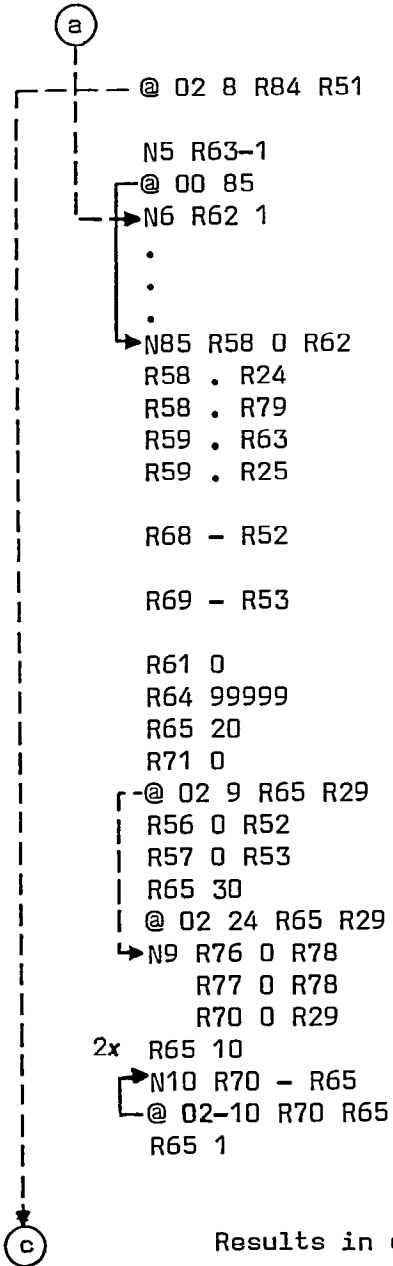 a
@ 02 8 R84 R51
N5 R63-1
@ 00 85
N6 R62 1
.
.
.
N85 R58 0 R62
R58 . R24
R58 . R79
R59 . R63
R59 . R25
R68 - R52
R69 - R53
R61 0
R64 99999
R65 20
R71 0
@ 02 9 R65 R29
R56 0 R52
R57 0 R53
R65 30
@ 02 24 R65 R29
N9 R76 0 R78
R77 0 R78
R70 0 R29
2x R65 10
N10 R70 - R65
@ 02-10 R70 R65
R65 1
c
Results in